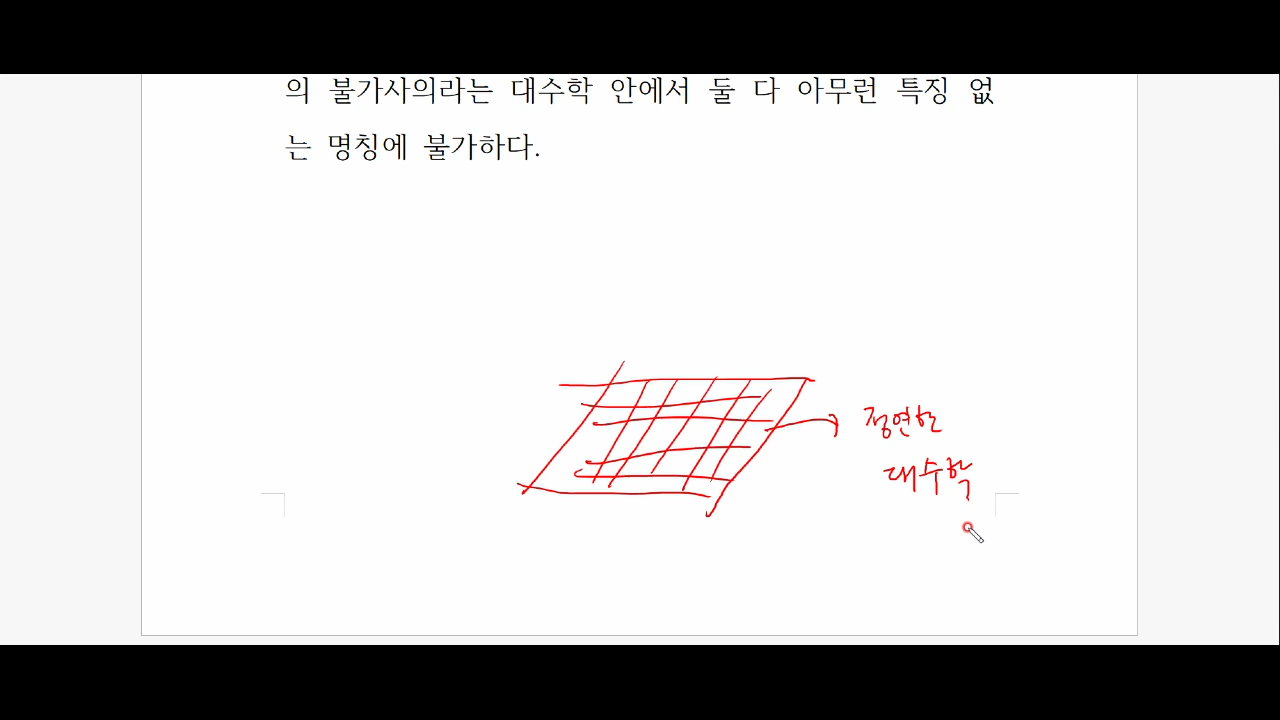 의 불가사의라는 대수학 안에서 둘 다 아무런 특징 없
는 명칭에 불가하다.
정연한
대수학